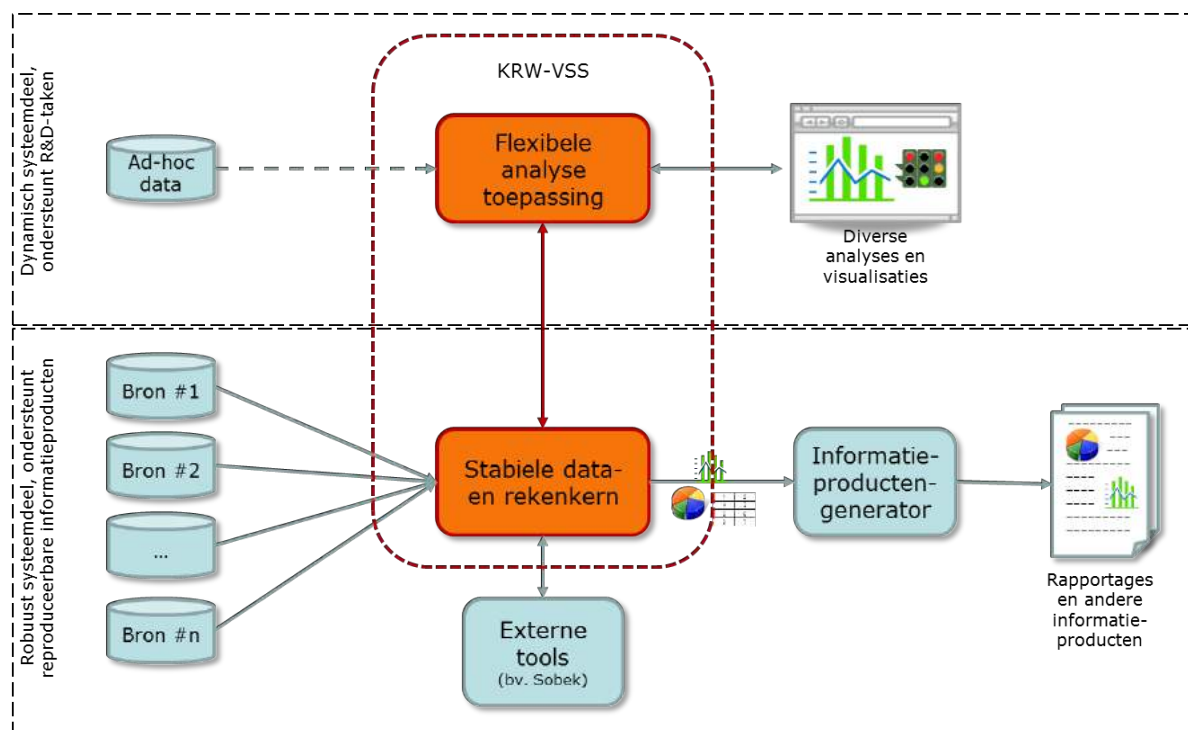 KRW-VSS
Dynamisch systeemdeel,
ondersteunt R&D-taken
Ad-hoc
data
Flexibele
analyse
toepassing
Diverse
analyses en
visualisaties
Robuust systeemdeel, ondersteunt
reproduceerbare informatieproducten
Bron #1
Bron #2
...
Bron #n
Stabiele data-
en rekenkern
Informatie-
producten-
generator
Rapportages
en andere
informatie-
producten
Externe
tools
(bv. Sobek)